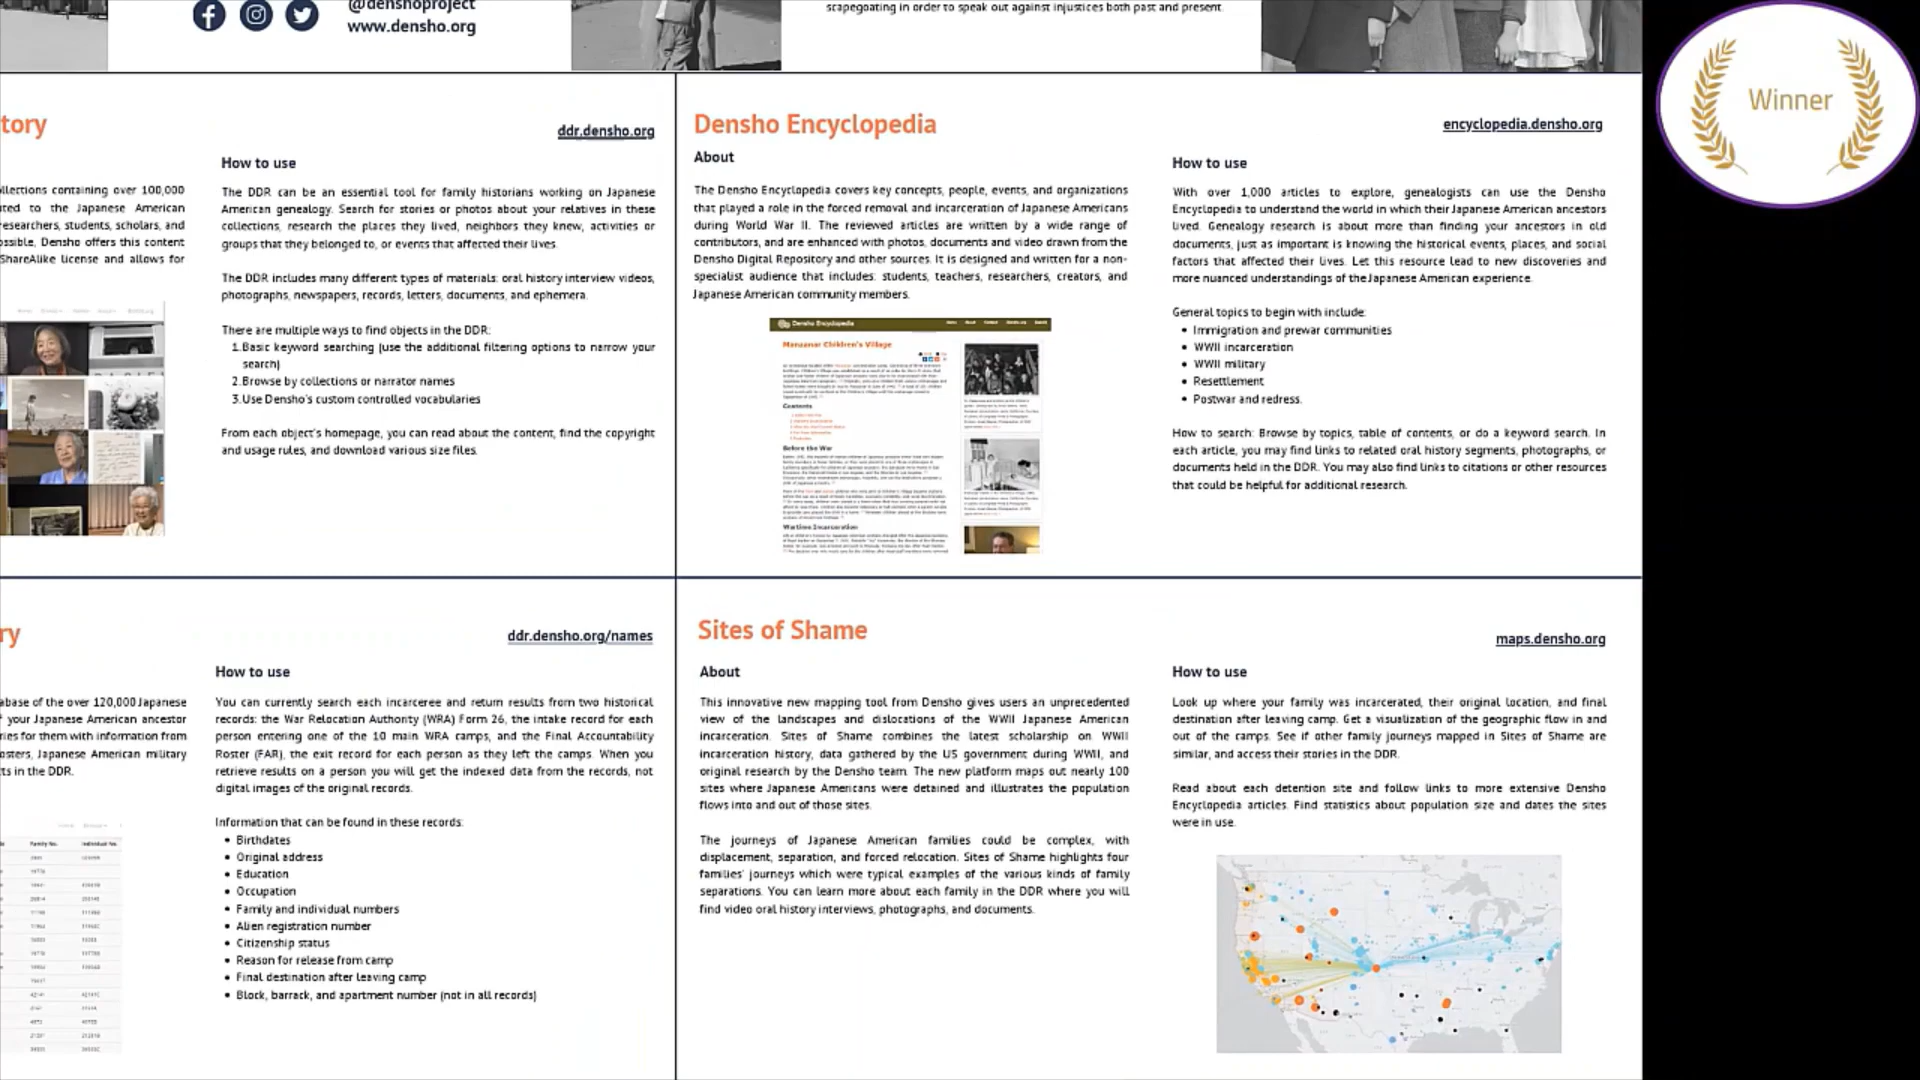 @denshoproject
www.densho.org
scapegoating in order to speak out against injustices both past and present.
Winner
tory
llections containing over 100,000
ted to the Japanese American
esearchers, students, scholars, and
ossible, Densho offers this content
ShareAlike license and allows for
ddr.densho.org
How to use
The DDR can be an essential tool for family historians working on Japanese
American genealogy. Search for stories or photos about your relatives in these
collections, research the places they lived, neighbors they knew, activities or
groups that they belonged to, or events that affected their lives.
The DDR includes many different types of materials: oral history interview videos,
photographs, newspapers, records, letters, documents, and ephemera.
There are multiple ways to find objects in the DDR:
1.Basic keyword searching (use the additional filtering options to narrow your
search)
2.Browse by collections or narrator names
3.Use Densho's custom controlled vocabularies
From each object's homepage, you can read about the content, find the copyright
and usage rules, and download various size files.
Densho Encyclopedia
About
The Densho Encyclopedia covers key concepts, people, events, and organizations
that played a role in the forced removal and incarceration of Japanese Americans
during World War II. The reviewed articles are written by a wide range of
contributors, and are enhanced with photos, documents and video drawn from the
Densho Digital Repository and other sources. It is designed and written for a non-
specialist audience that includes: students, teachers, researchers, creators, and
Japanese American community members.
Densho Encyclopedia
Manzanar Children's Village
Contents
Before the War
Wartime Incarceration
encyclopedia.densho.org
How to use
With over 1,000 articles to explore, genealogists can use the Densho
Encyclopedia to understand the world in which their Japanese American ancestors
lived. Genealogy research is about more than finding your ancestors in old
documents, just as important is knowing the historical events, places, and social
factors that affected their lives. Let this resource lead to new discoveries and
more nuanced understandings of the Japanese American experience.
General topics to begin with include:
• Immigration and prewar communities
• WWII incarceration
• WWII military
• Resettlement
• Postwar and redress.
How to search: Browse by topics, table of contents, or do a keyword search. In
each article, you may find links to related oral history segments, photographs, or
documents held in the DDR. You may also find links to citations or other resources
that could be helpful for additional research.
ry
abase of the over 120,000 Japanese
f your Japanese American ancestor
ries for them with information from
osters, Japanese American military
ts in the DDR.
Family No.
Individual No.
ddr.densho.org/names
How to use
You can currently search each incarceree and return results from two historical
records: the War Relocation Authority (WRA) Form 26, the intake record for each
person entering one of the 10 main WRA camps, and the Final Accountability
Roster (FAR), the exit record for each person as they left the camps. When you
retrieve results on a person you will get the indexed data from the records, not
digital images of the original records.
Information that can be found in these records:
• Birthdates
• Original address
• Education
• Occupation
• Family and individual numbers
• Alien registration number
• Citizenship status
• Reason for release from camp
• Final destination after leaving camp
• Block, barrack, and apartment number (not in all records)
Sites of Shame
About
This innovative new mapping tool from Densho gives users an unprecedented
view of the landscapes and dislocations of the WWII Japanese American
incarceration. Sites of Shame combines the latest scholarship on WWII
incarceration history, data gathered by the US government during WWII, and
original research by the Densho team. The new platform maps out nearly 100
sites where Japanese Americans were detained and illustrates the population
flows into and out of those sites.
The journeys of Japanese American families could be complex, with
displacement, separation, and forced relocation. Sites of Shame highlights four
families' journeys which were typical examples of the various kinds of family
separations. You can learn more about each family in the DDR where you will
find video oral history interviews, photographs, and documents.
maps.densho.org
How to use
Look up where your family was incarcerated, their original location, and final
destination after leaving camp. Get a visualization of the geographic flow in and
out of the camps. See if other family journeys mapped in Sites of Shame are
similar, and access their stories in the DDR.
Read about each detention site and follow links to more extensive Densho
Encyclopedia articles. Find statistics about population size and dates the sites
were in use.